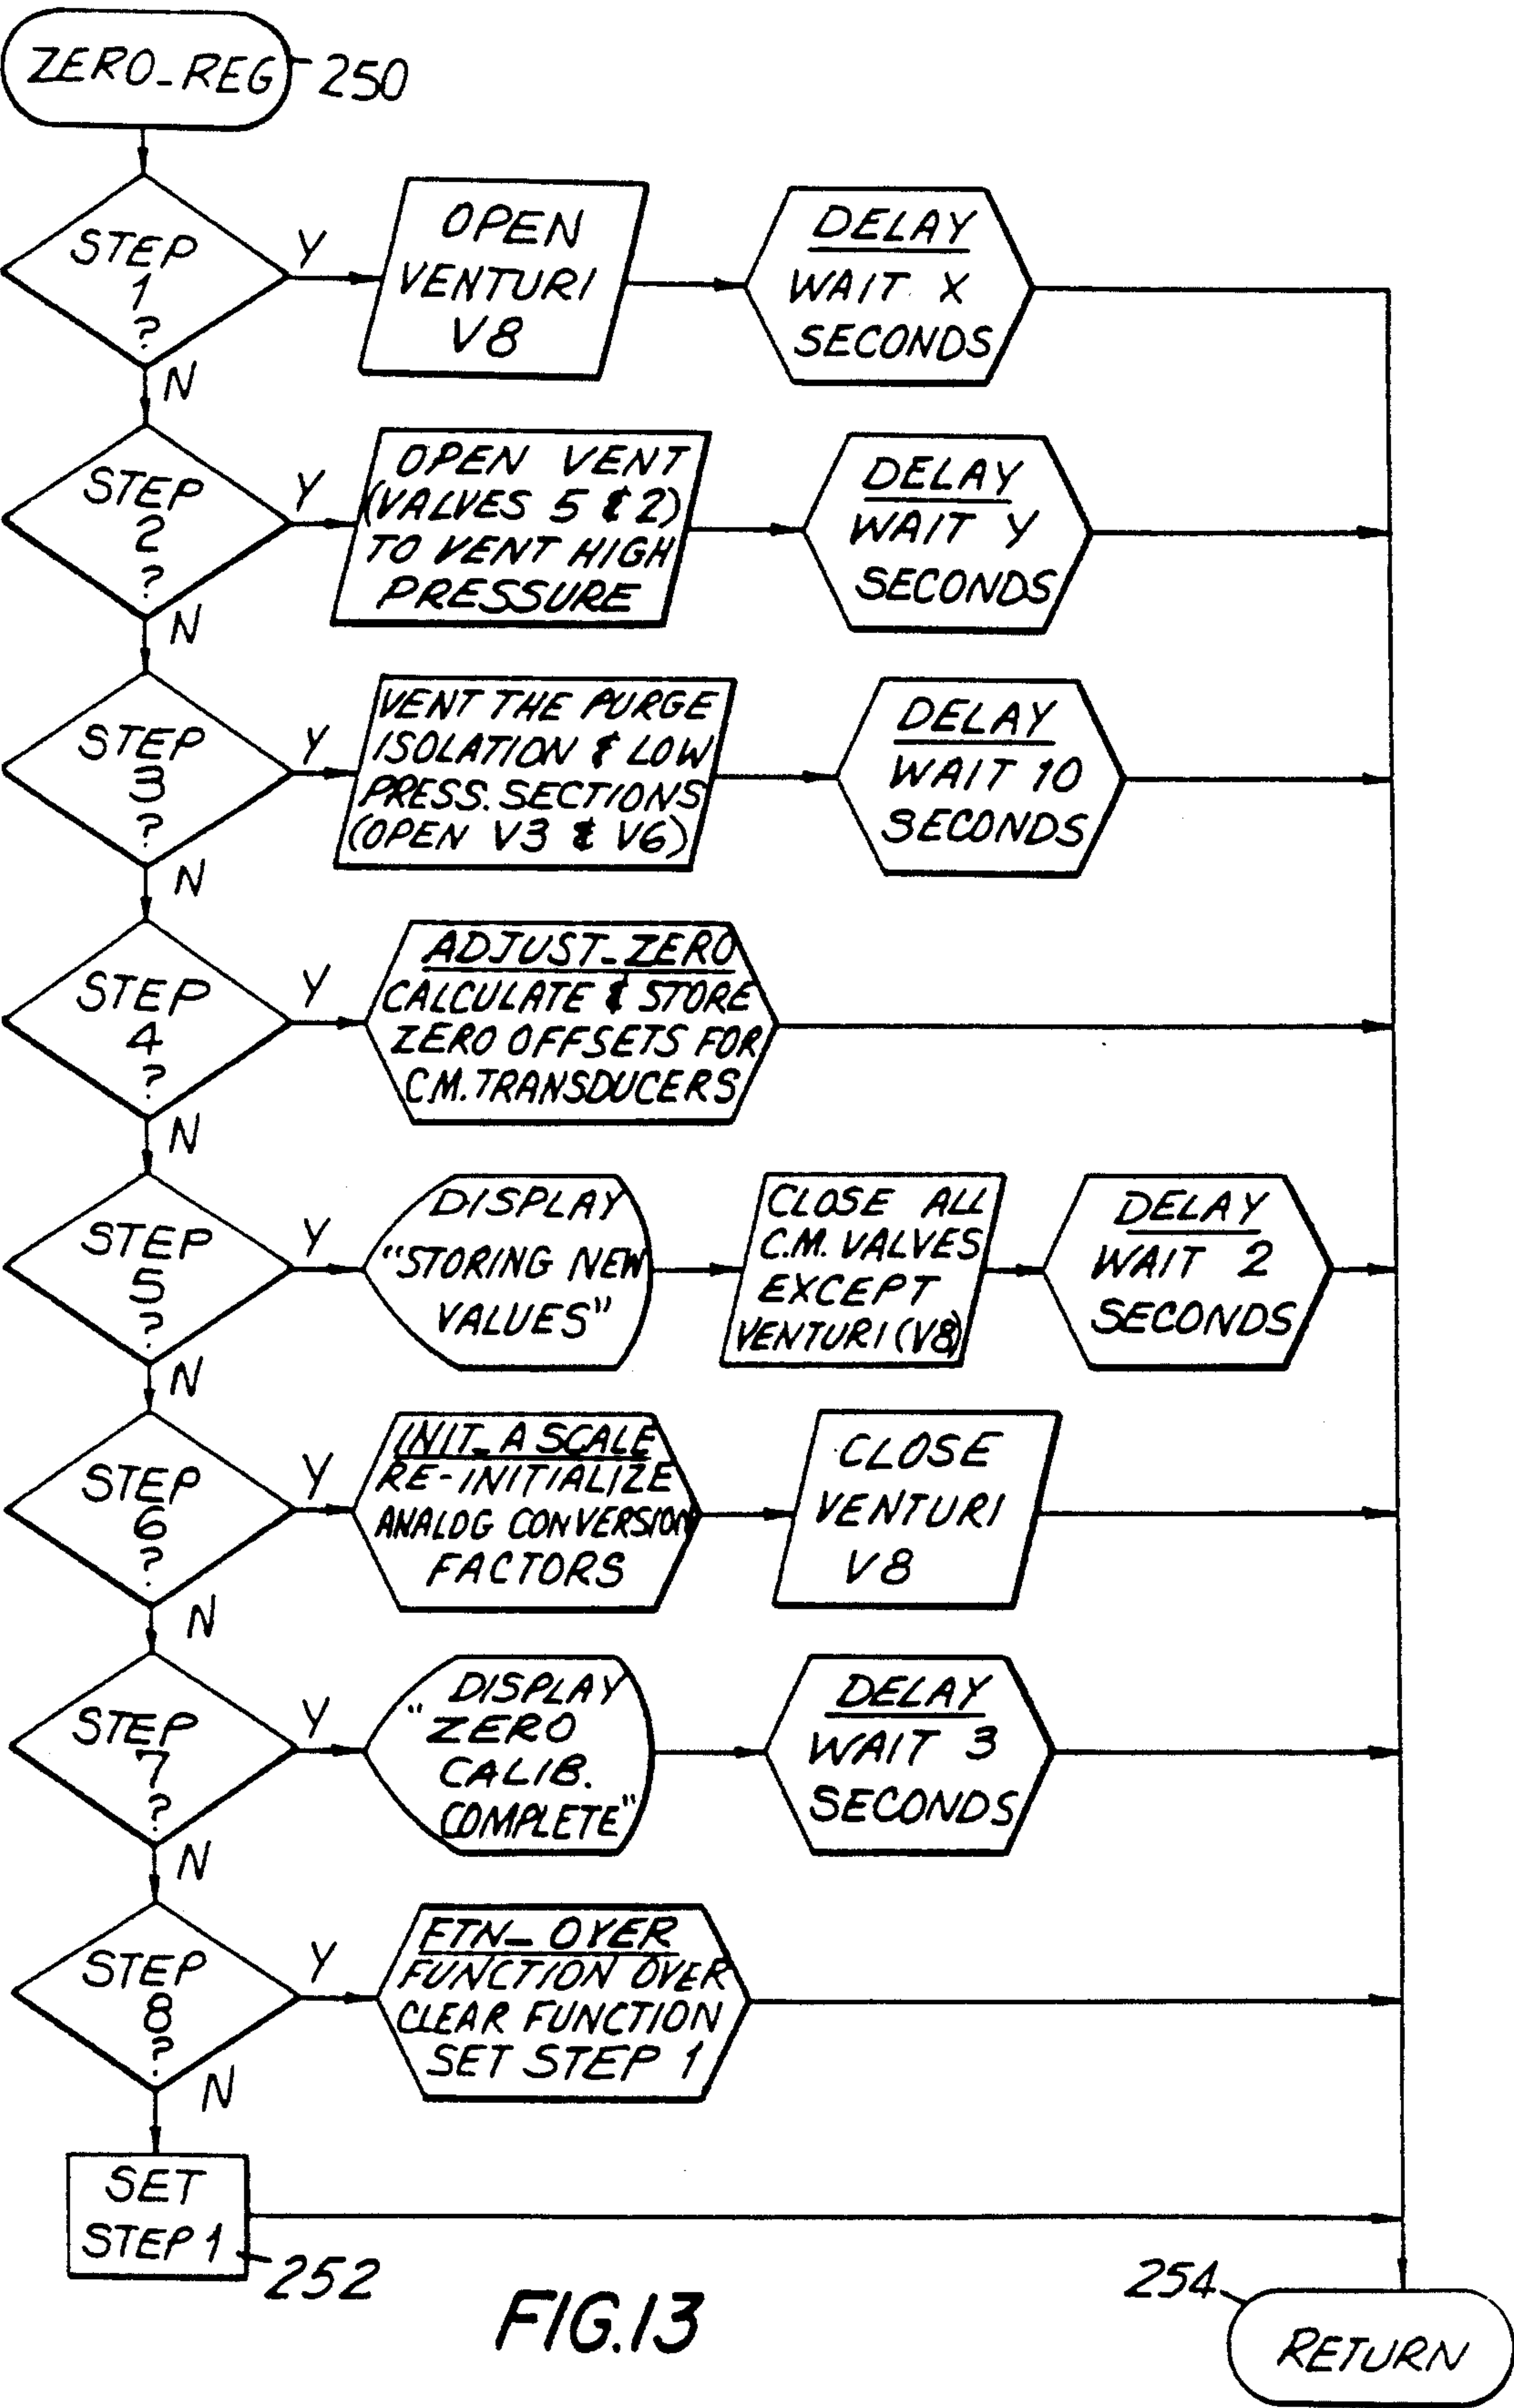 ZERO_REG
250
STEP
1
?
Y
N
OPEN
VENTURI
V8
DELAY
WAIT X
SECONDS
STEP
2
?
Y
N
OPEN VENT
(VALVES 5 & 2)
TO VENT HIGH
PRESSURE
DELAY
WAIT Y
SECONDS
STEP
3
?
Y
N
VENT THE PURGE
ISOLATION & LOW
PRESS. SECTIONS
(OPEN V3 & V6)
DELAY
WAIT 10
SECONDS
STEP
4
?
Y
N
ADJUST_ZERO
CALCULATE & STORE
ZERO OFFSETS FOR
C.M. TRANSDUCERS
STEP
5
?
Y
N
DISPLAY
"STORING NEW
VALUES"
CLOSE ALL
C.M. VALVES
EXCEPT
VENTURI (V8)
DELAY
WAIT 2
SECONDS
STEP
6
?
Y
N
INIT_A SCALE
RE-INITIALIZE
ANALOG CONVERSION
FACTORS
CLOSE
VENTURI
V8
STEP
7
?
Y
N
DISPLAY
"ZERO
CALIB.
COMPLETE"
DELAY
WAIT 3
SECONDS
STEP
8
?
Y
N
FTN_OVER
FUNCTION OVER
CLEAR FUNCTION
SET STEP 1
SET
STEP 1
252
254
RETURN
FIG.13